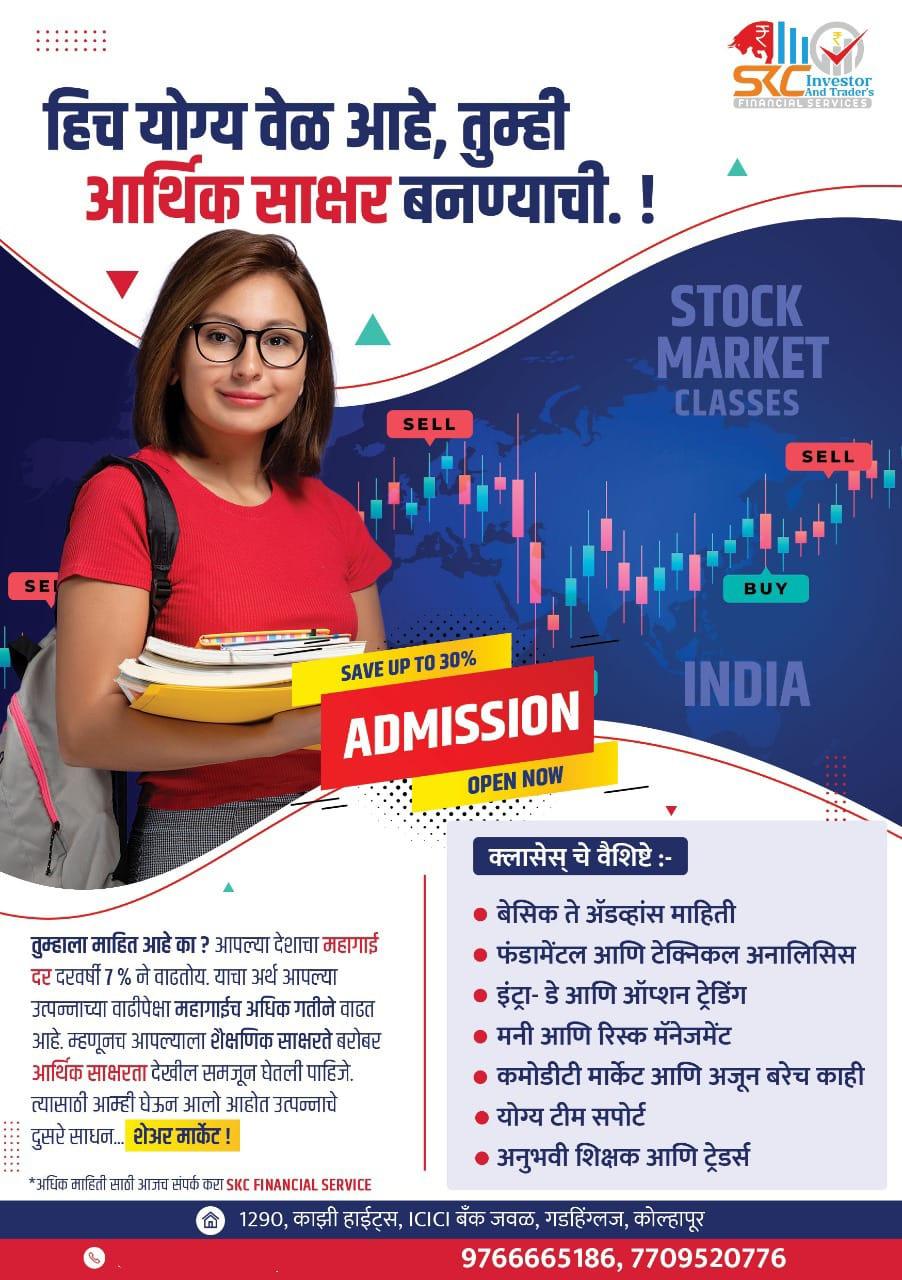 SKC Investor
And Trader's
FINANCIAL SERVICES
हिच योग्य वेळ आहे, तुम्ही
आर्थिक साक्षर बनण्याची. !
STOCK
MARKET
CLASSES
SELL
SELL
SEL
BUY
INDIA
SAVE UP TO 30%
ADMISSION
OPEN NOW
तुम्हाला माहित आहे का ? आपल्या देशाचा महागाई
दर दरवर्षी 7 % ने वाढतोय. याचा अर्थ आपल्या
उत्पन्नाच्या वाढीपेक्षा महागाईच अधिक गतीने वाढत
आहे. म्हणूनच आपल्याला शैक्षणिक साक्षरते बरोबर
आर्थिक साक्षरता देखील समजून घेतली पाहिजे.
त्यासाठी आम्ही घेऊन आलो आहोत उत्पन्नाचे
दुसरे साधन... शेअर मार्केट !
*अधिक माहिती साठी आजच संपर्क करा SKC FINANCIAL SERVICE
क्लासेस् चे वैशिष्टे :-
बेसिक ते ॲडव्हांस माहिती
फंडामेंटल आणि टेक्निकल अनालिसिस
इंट्रा- डे आणि ऑप्शन ट्रेडिंग
मनी आणि रिस्क मॅनेजमेंट
कमोडीटी मार्केट आणि अजून बरेच काही
योग्य टीम सपोर्ट
अनुभवी शिक्षक आणि ट्रेडर्स
1290, काझी हाईट्स, ICICI बँक जवळ, गडहिंग्लज, कोल्हापूर
9766665186, 7709520776